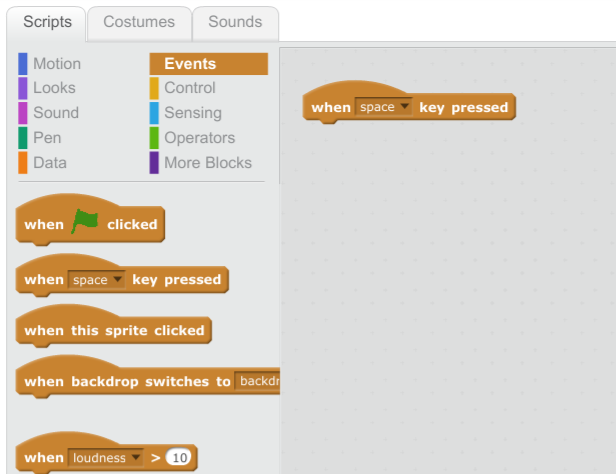 Scripts Costumes Sounds
Motion Events
Looks Control
Sound Sensing
Pen Operators
Data More Blocks
when space key pressed
when clicked
when space key pressed
when this sprite clicked
when backdrop switches to backdr
when loudness > 10